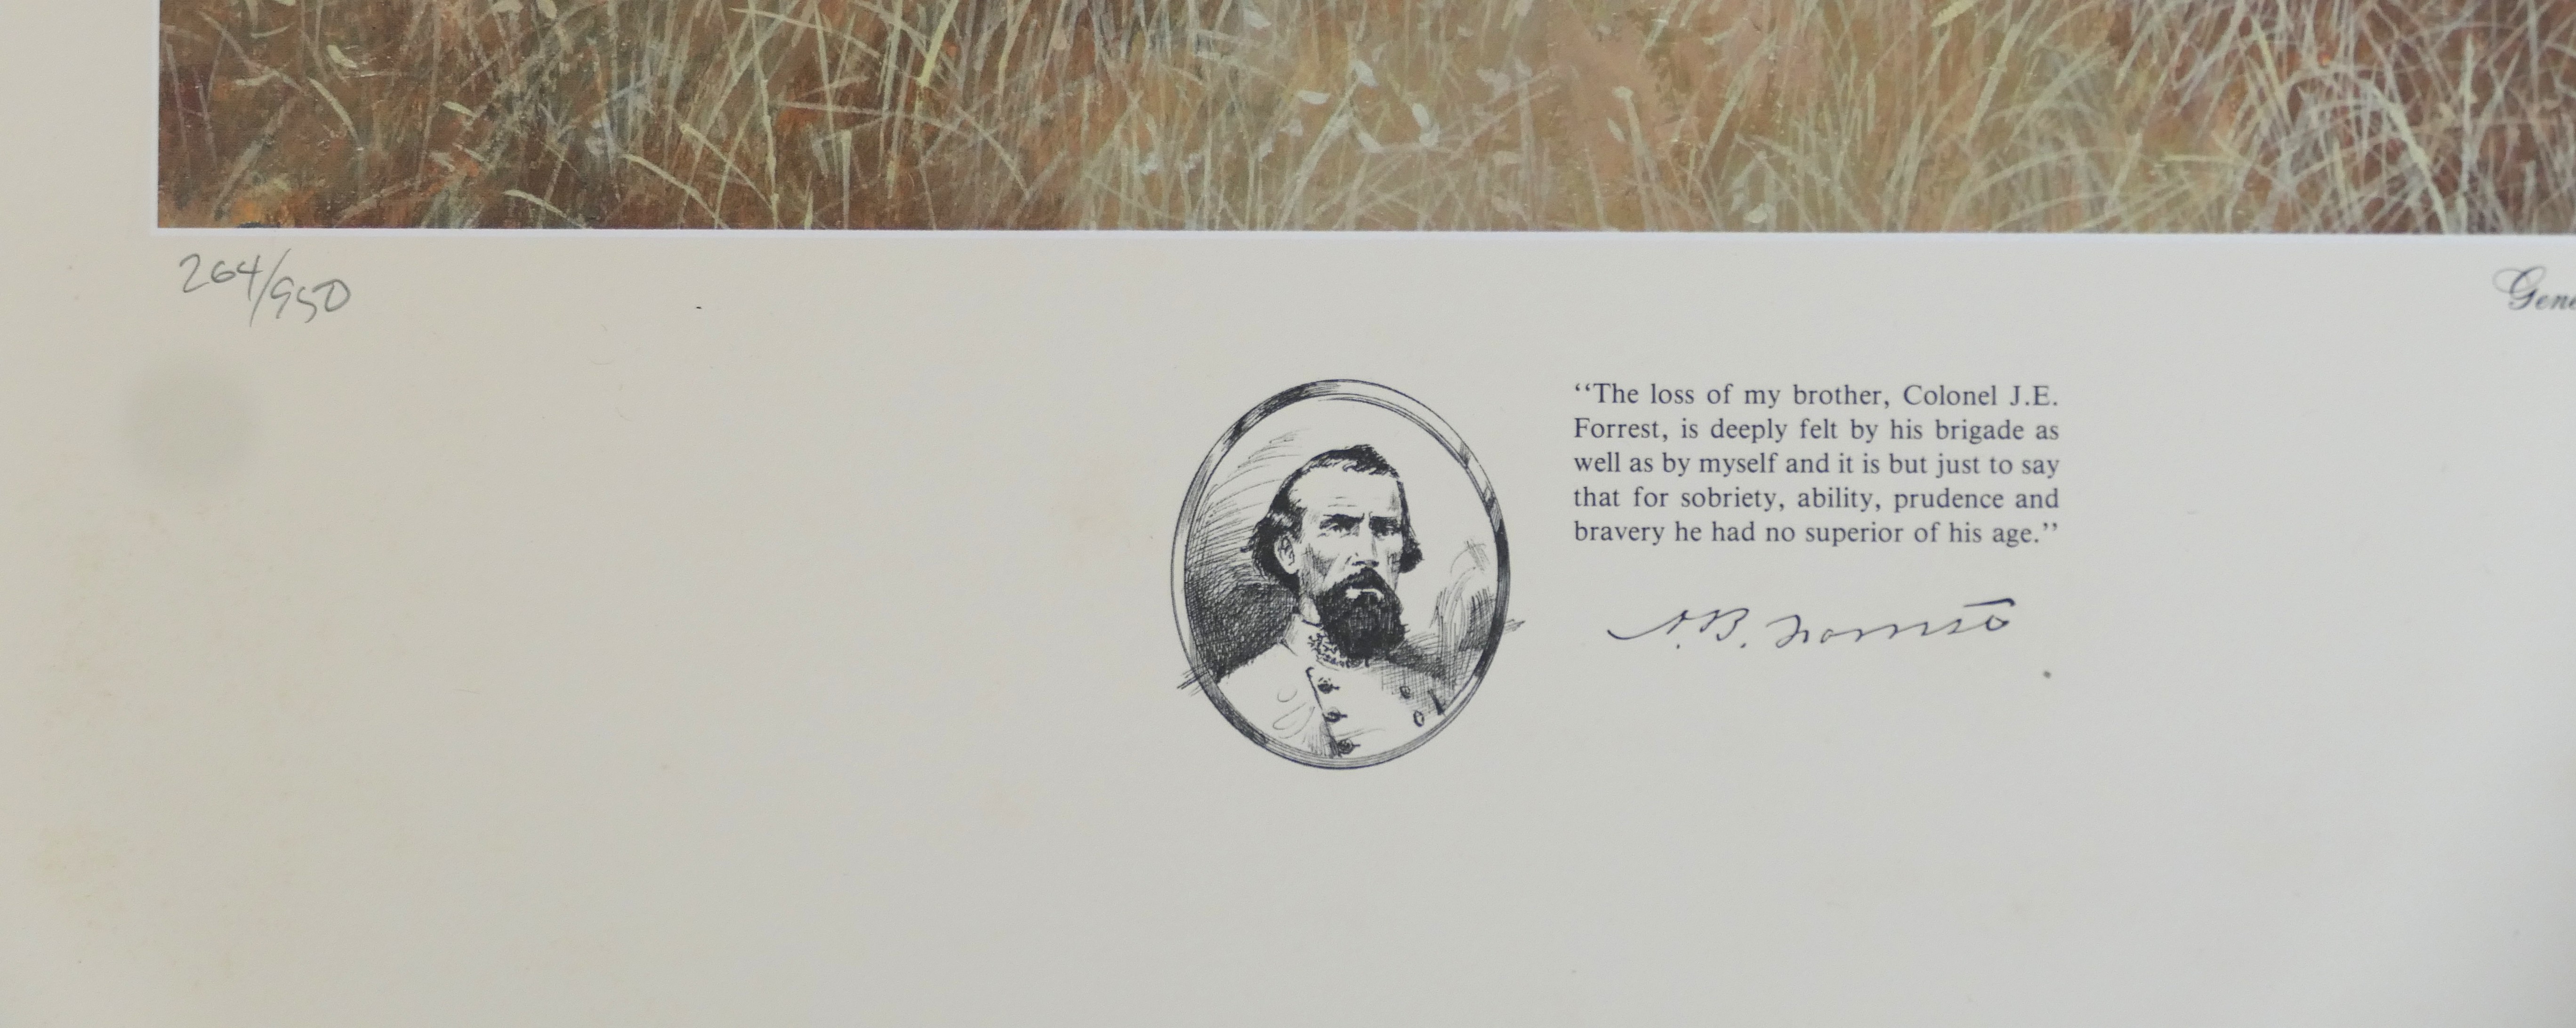 264/950
Gene
“The loss of my brother, Colonel J.E.
Forrest, is deeply felt by his brigade as
well as by myself and it is but just to say
that for sobriety, ability, prudence and
bravery he had no superior of his age.”
N.B. Forrest